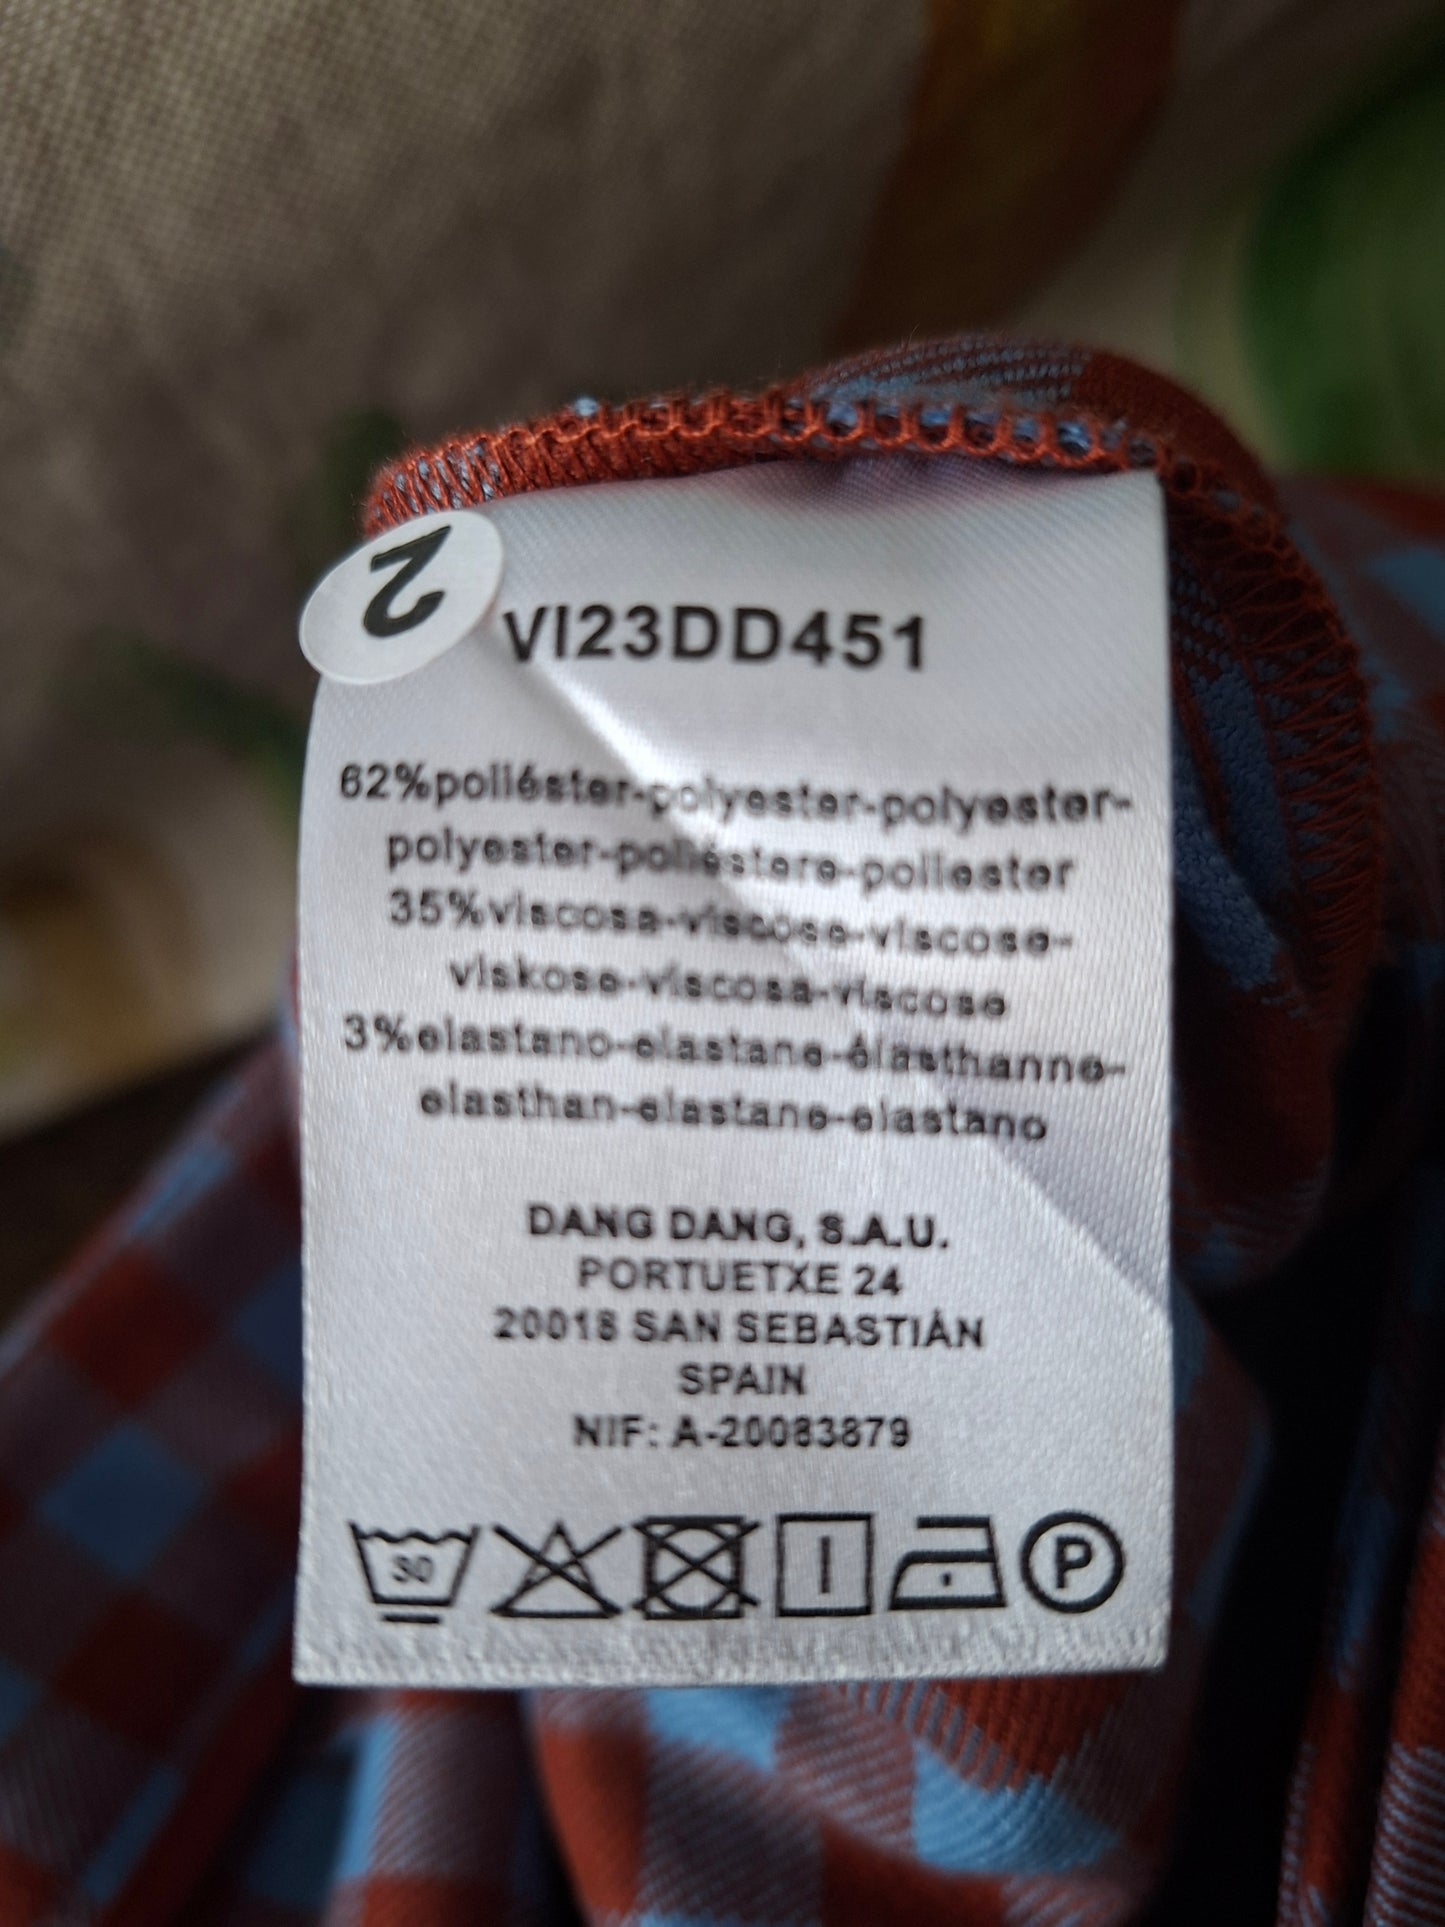 2
VI23DD451
62%poliéster-polyester-polyester-
polyester-poliéstere-poliester
35%viscosa-viscose-viscose-
viskose-viscosa-viscose
3%elastano-elastane-élasthanne-
elasthan-elastane-elastano
DANG DANG, S.A.U.
PORTUETXE 24
20018 SAN SEBASTIÁN
SPAIN
NIF: A-20083879
30
P